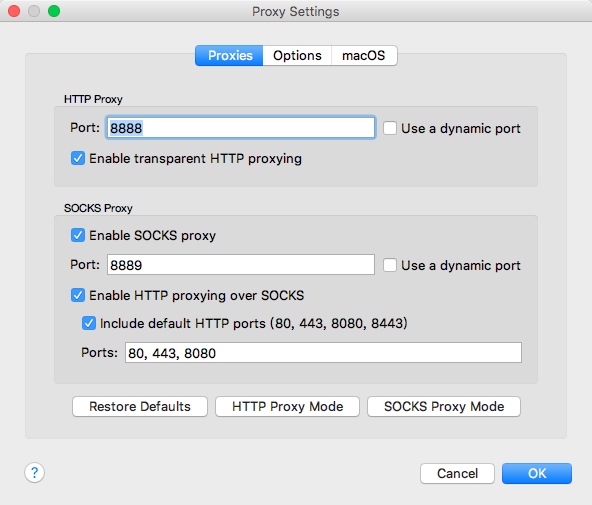 Proxy Settings
Proxies Options macOS
HTTP Proxy
Port: 8888 Use a dynamic port
Enable transparent HTTP proxying
SOCKS Proxy
Enable SOCKS proxy
Port: 8889 Use a dynamic port
Enable HTTP proxying over SOCKS
Include default HTTP ports (80, 443, 8080, 8443)
Ports: 80, 443, 8080
Restore Defaults HTTP Proxy Mode SOCKS Proxy Mode
? Cancel OK